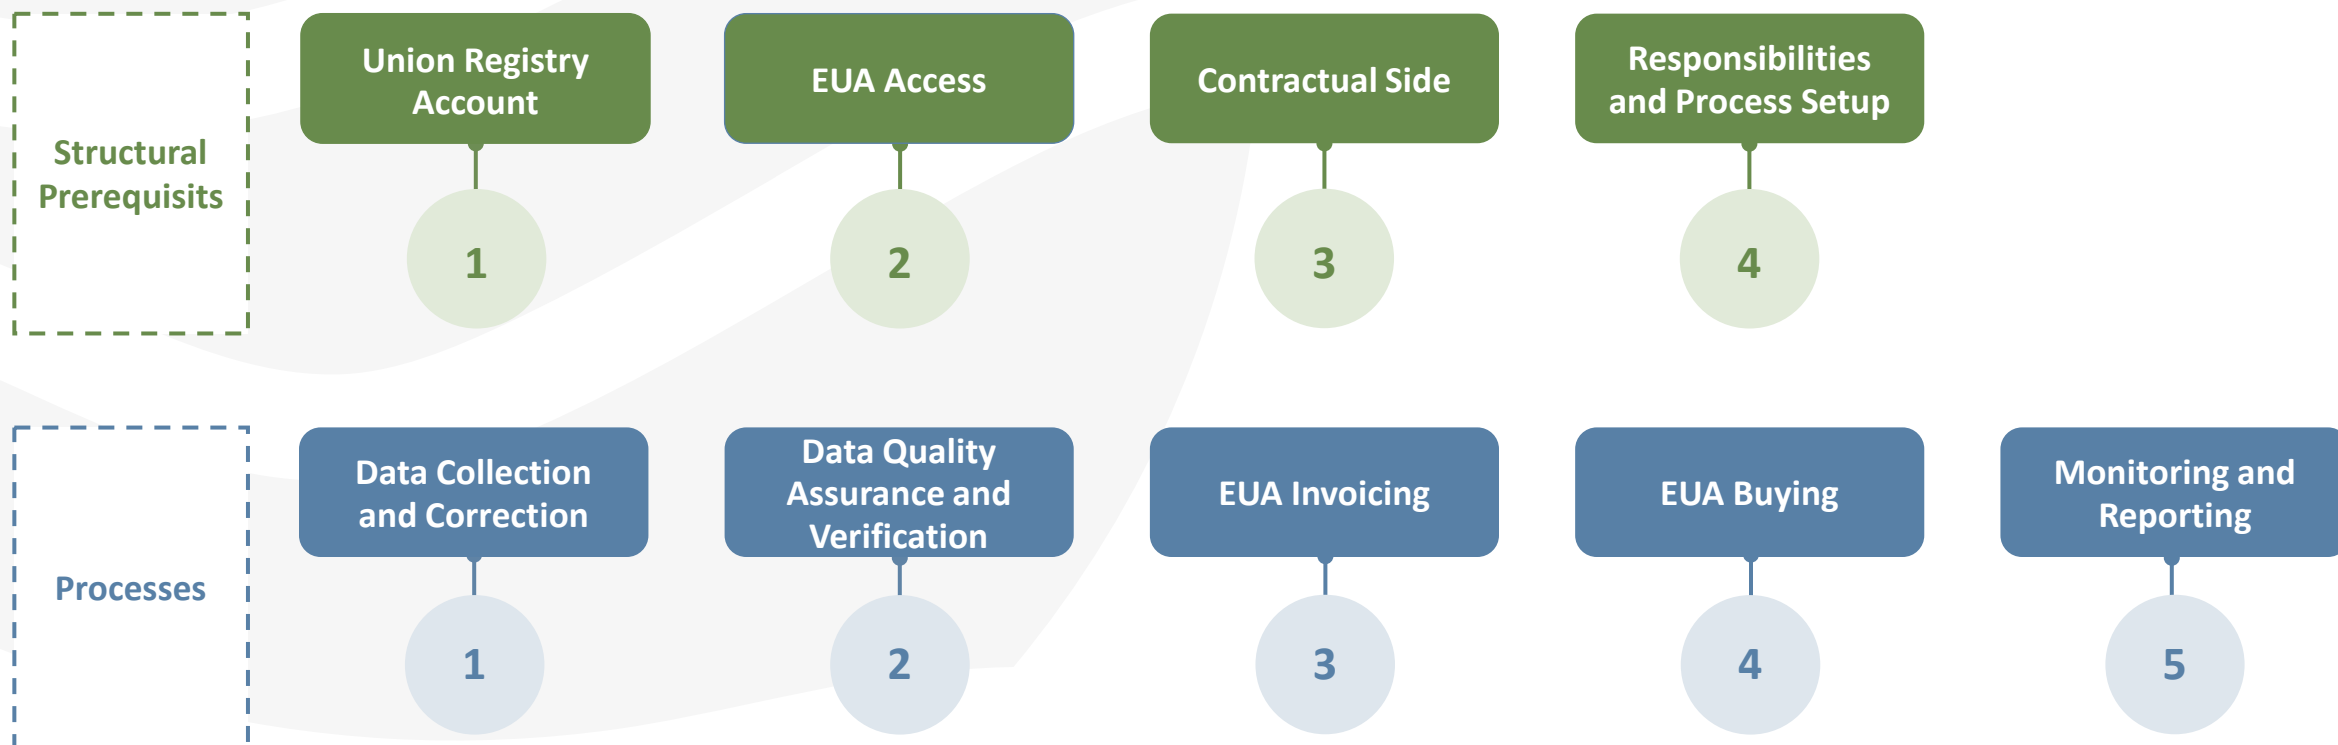 Structural
Prerequisits
Union Registry
Account
EUA Access
Contractual Side
Responsibilities
and Process Setup
1
2
3
4
Processes
Data Collection
and Correction
Data Quality
Assurance and
Verification
EUA Invoicing
EUA Buying
Monitoring and
Reporting
1
2
3
4
5